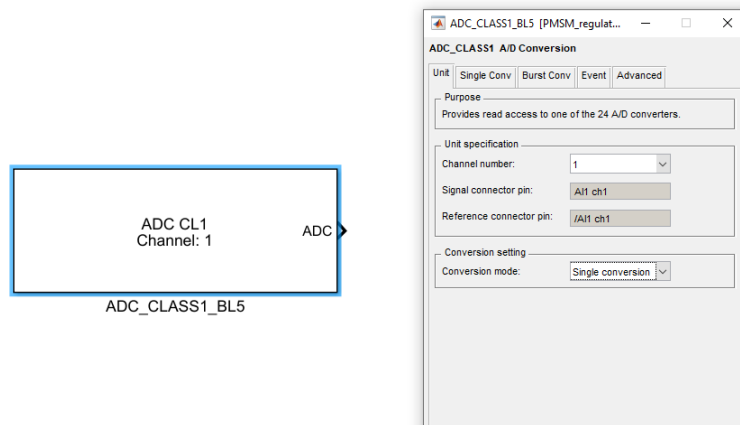 ADC CL1
Channel: 1
ADC
ADC_CLASS1_BL5
ADC_CLASS1_BL5 [PMSM_regulat...
ADC_CLASS1 A/D Conversion
Unit Single Conv Burst Conv Event Advanced
Purpose
Provides read access to one of the 24 A/D converters.
Unit specification
Channel number: 1
Signal connector pin: AI1 ch1
Reference connector pin: /AI1 ch1
Conversion setting
Conversion mode: Single conversion